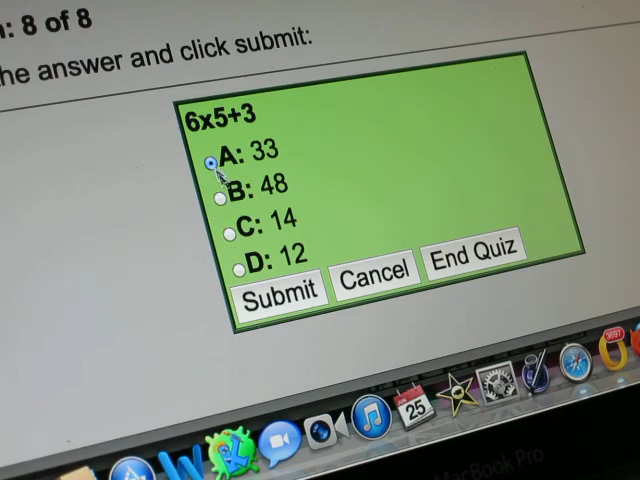 : 8 of 8
he answer and click submit:
6x5+3
A: 33
B: 48
C: 14
D: 12
Submit Cancel End Quiz
25
MacBook Pro